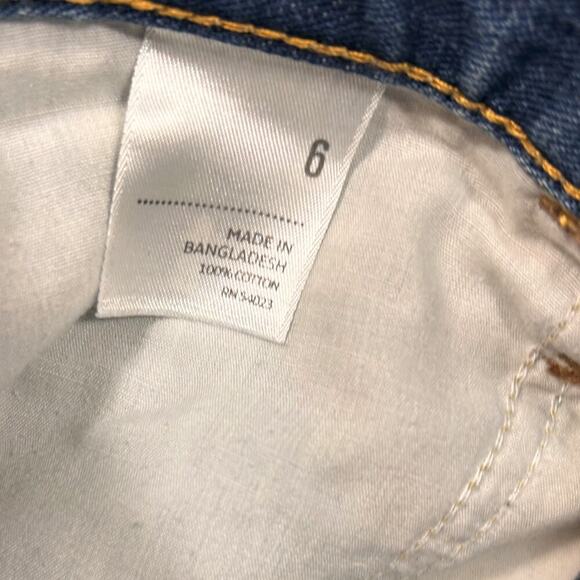 6
MADE IN
BANGLADESH
100% COTTON
RN 54023